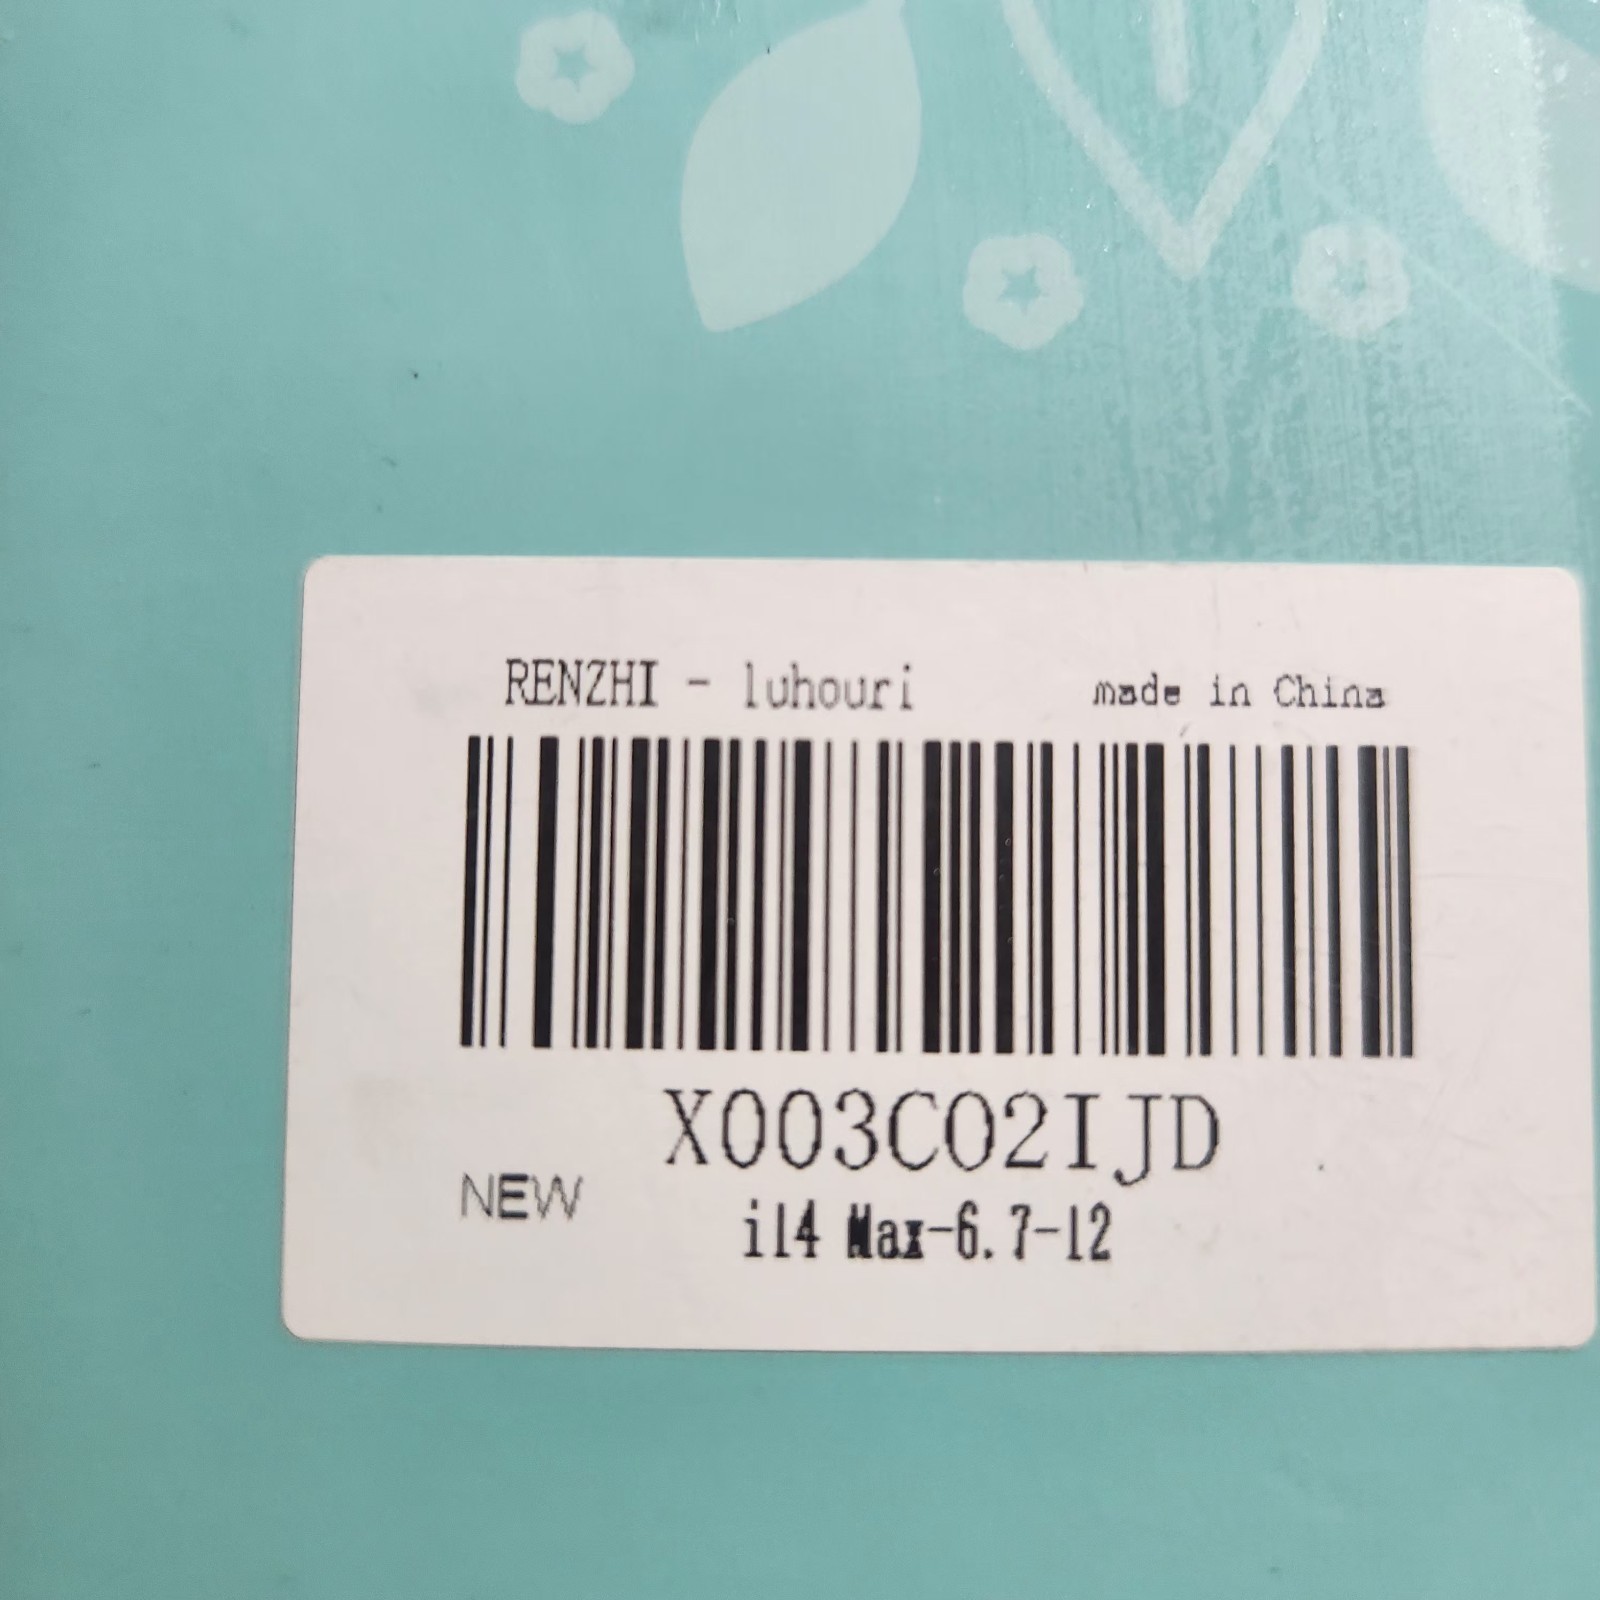 RENZHI - luhouri made in China
X003C02IJD
NEW
i14 Max-6.7-12